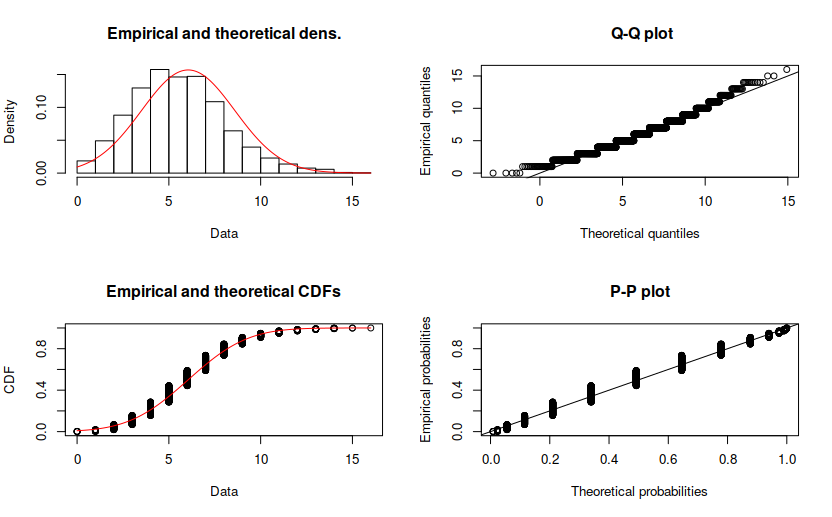 Empirical and theoretical dens.
Density
0.00
0.10
0 5 10 15
Data
Q-Q plot
Empirical quantiles
0
5
10
15
0 5 10 15
Theoretical quantiles
Empirical and theoretical CDFs
CDF
0.0
0.4
0.8
0 5 10 15
Data
P-P plot
Empirical probabilities
0.0
0.4
0.8
0.0 0.2 0.4 0.6 0.8 1.0
Theoretical probabilities